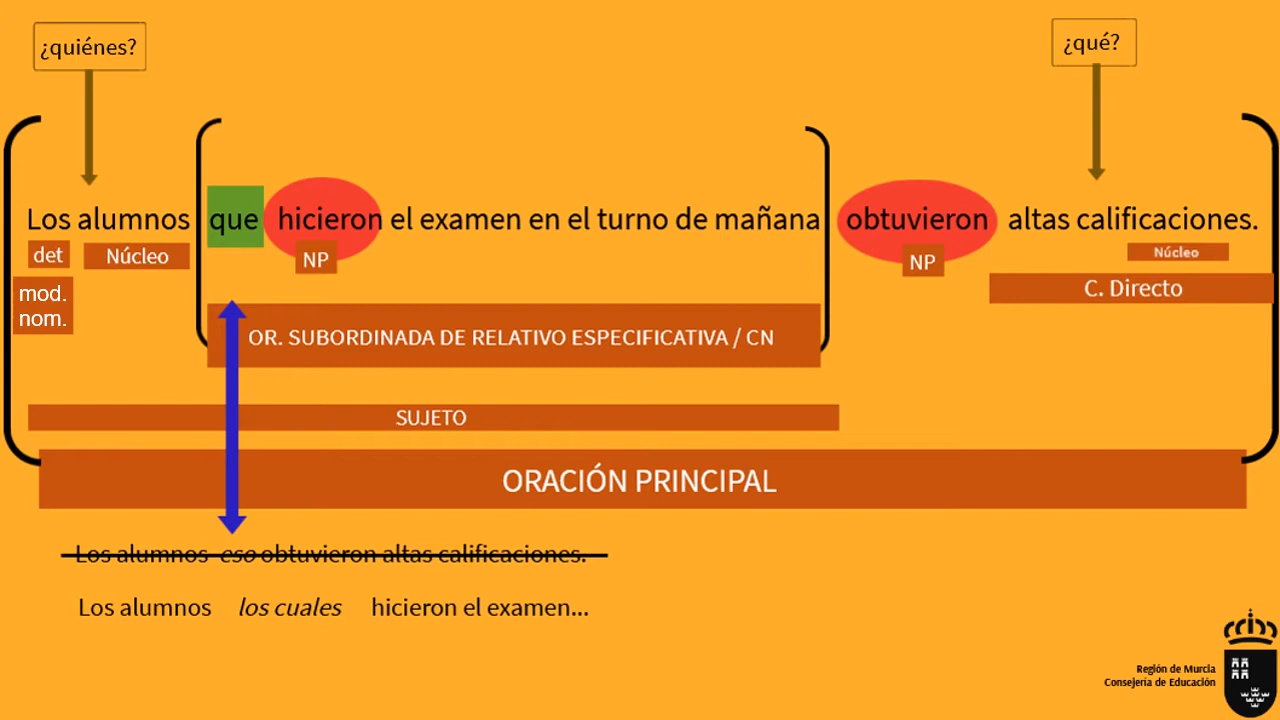 ¿quiénes?
¿qué?
Los alumnos que hicieron el examen en el turno de mañana obtuvieron altas calificaciones.
det
Núcleo
NP
NP
Núcleo
mod.
nom.
C. Directo
OR. SUBORDINADA DE RELATIVO ESPECIFICATIVA / CN
SUJETO
ORACIÓN PRINCIPAL
Los alumnos eso obtuvieron altas calificaciones.
Los alumnos los cuales hicieron el examen...
Región de Murcia
Consejería de Educación